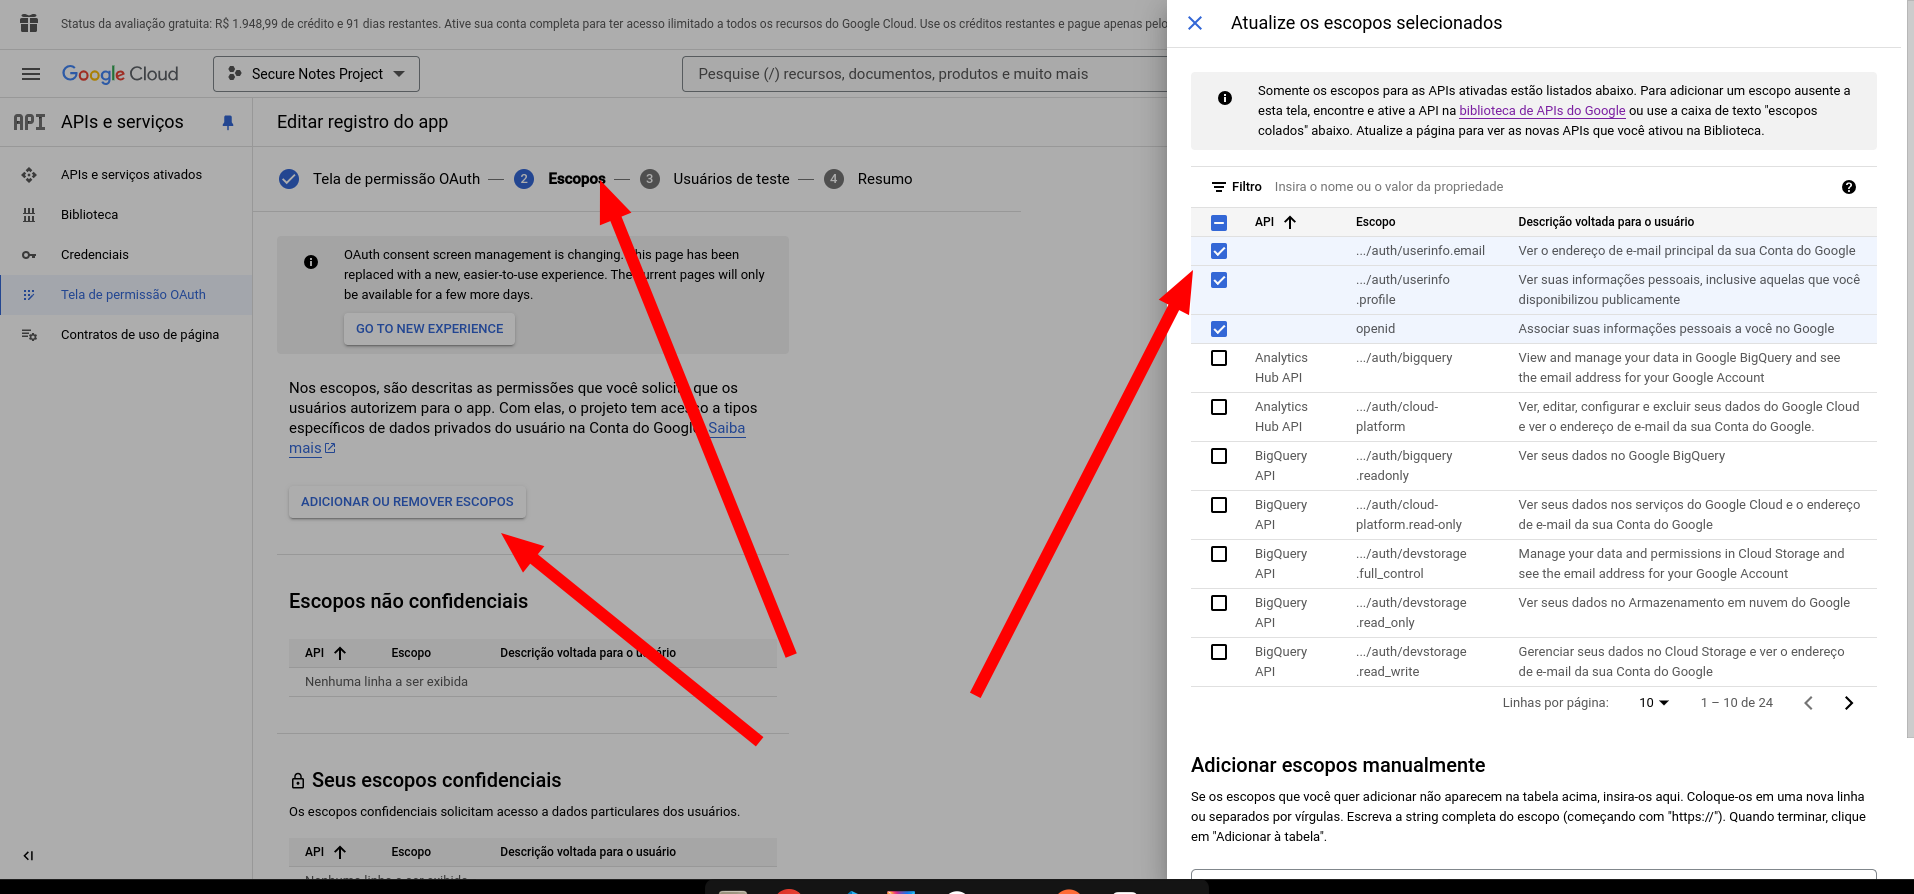 Status da avaliação gratuita: R$ 1.948,99 de crédito e 91 dias restantes. Ative sua conta completa para ter acesso ilimitado a todos os recursos do Google Cloud. Use os créditos restantes e pague apenas pelo
Google Cloud
Secure Notes Project
Pesquise (/) recursos, documentos, produtos e muito mais
API APIs e serviços
APIs e serviços ativados
Biblioteca
Credenciais
Tela de permissão OAuth
Contratos de uso de página
Editar registro do app
Tela de permissão OAuth — 2 Escopos — 3 Usuários de teste — 4 Resumo
OAuth consent screen management is changing. This page has been
replaced with a new, easier-to-use experience. The current pages will only
be available for a few more days.
GO TO NEW EXPERIENCE
Nos escopos, são descritas as permissões que você solicita que os
usuários autorizem para o app. Com elas, o projeto tem acesso a tipos
específicos de dados privados do usuário na Conta do Google. Saiba
mais
ADICIONAR OU REMOVER ESCOPOS
Escopos não confidenciais
API Escopo Descrição voltada para o usuário
Nenhuma linha a ser exibida
Seus escopos confidenciais
Os escopos confidenciais solicitam acesso a dados particulares dos usuários.
API Escopo Descrição voltada para o usuário
Nenhuma linha a ser exibida
Atualize os escopos selecionados
Somente os escopos para as APIs ativadas estão listados abaixo. Para adicionar um escopo ausente a
esta tela, encontre e ative a API na biblioteca de APIs do Google ou use a caixa de texto "escopos
colados" abaixo. Atualize a página para ver as novas APIs que você ativou na Biblioteca.
Filtro Insira o nome ou o valor da propriedade
API Escopo Descrição voltada para o usuário
.../auth/userinfo.email Ver o endereço de e-mail principal da sua Conta do Google
.../auth/userinfo Ver suas informações pessoais, inclusive aquelas que você
.profile disponibilizou publicamente
openid Associar suas informações pessoais a você no Google
Analytics .../auth/bigquery View and manage your data in Google BigQuery and see
Hub API the email address for your Google Account
Analytics .../auth/cloud- Ver, editar, configurar e excluir seus dados do Google Cloud
Hub API platform e ver o endereço de e-mail da sua Conta do Google.
BigQuery .../auth/bigquery Ver seus dados no Google BigQuery
API .readonly
BigQuery .../auth/cloud- Ver seus dados nos serviços do Google Cloud e o endereço
API platform.read-only de e-mail da sua Conta do Google
BigQuery .../auth/devstorage Manage your data and permissions in Cloud Storage and
API .full_control see the email address for your Google Account
BigQuery .../auth/devstorage Ver seus dados no Armazenamento em nuvem do Google
API .read_only
BigQuery .../auth/devstorage Gerenciar seus dados no Cloud Storage e ver o endereço
API .read_write de e-mail da sua Conta do Google
Linhas por página: 10 1 – 10 de 24
Adicionar escopos manualmente
Se os escopos que você quer adicionar não aparecem na tabela acima, insira-os aqui. Coloque-os em uma nova linha
ou separados por vírgulas. Escreva a string completa do escopo (começando com "https://"). Quando terminar, clique
em "Adicionar à tabela".